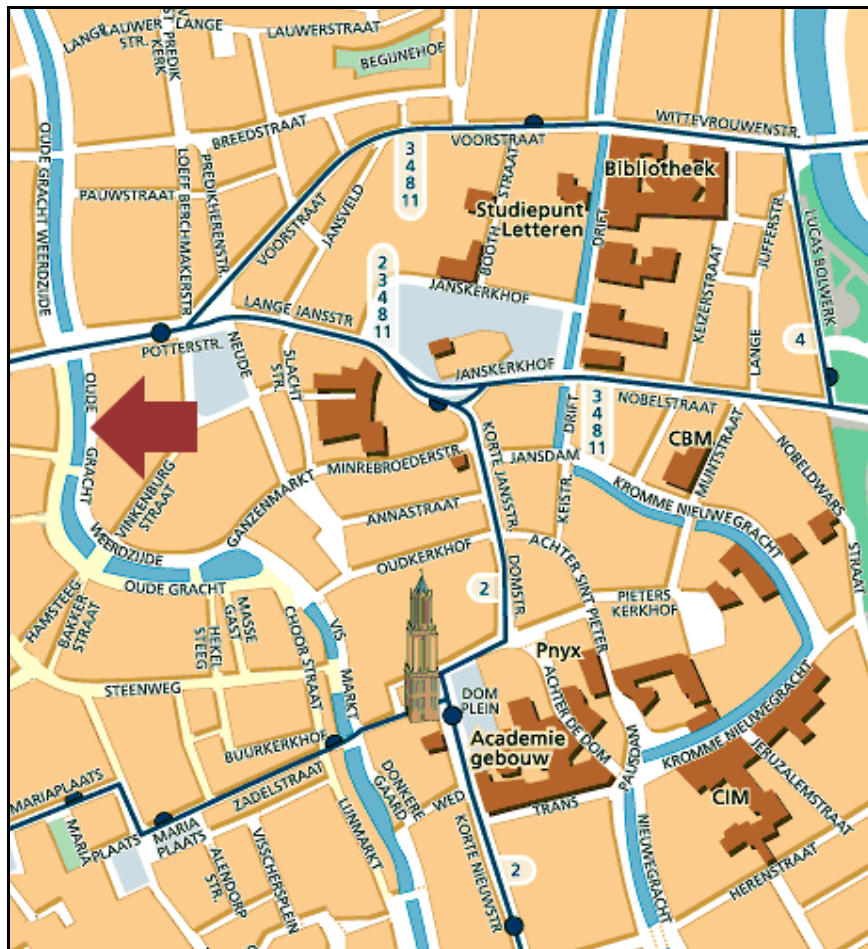 LANGE
LAUWER
STR.
ST PREDIK
KERK
V
LANGE
LAUWERSTRAAT
BEGIJNEHOF
WITTEVROUWENSTR.
BREEDSTRAAT
VOORSTRAAT
OUDE GRACHT WEERDZIJDE
LOEFF BERCHMAKERSTR
PREDIKHERENSTR.
PAUWSTRAAT
JANSVELD
VOORSTRAAT
3
4
8
11
BOOTHSTRAAT
Bibliotheek
Studiepunt
Letteren
DRIFT
JUFFERSTR.
LANGE
LUCAS BOLWERK
KEIZERSTRAAT
2
3
4
8
11
JANSKERKHOF
LANGE JANSSTR
POTTERSTR.
NEUDE
SLACHT
STR.
4
JANSKERKHOF
OUDE
GRACHT
NOBELSTRAAT
3
4
8
11
DRIFT
CBM
MUNTSTRAAT
NOBELDWARS
STRAAT
KORTE JANSSTR.
JANSDAM
KEISTR.
MINREBROEDERSTR.
GANZENMARKT
VINKENBURG
STRAAT
ANNASTRAAT
KROMME NIEUWEGRACHT
WEERDZIJDE
OUDKERKHOF
ACHTER SINT PIETER
OUDE GRACHT
DOMSTR.
2
PIETERS
KERKHOF
HAMSTEEG
BAKKER
STRAAT
HEKEL
STEEG
MASSE
GAST
CHOOR STRAAT
VIS
MARKT
STEENWEG
Pnyx
DOM
PLEIN
ACHTER DE DOM
Academie
gebouw
BUURKERKHOF
PAUSDAM
KROMME NIEUWEGRACHT
JERUZALEMSTRAAT
CIM
MARIAPLAATS
ZADELSTRAAT
DONKERE
GAARD
WED
TRANS
MARIA
PLAATS
MARIA
PLAATS
LIJNMARKT
ALENDORP
STR.
VISSCHERSPLEIN
KORTE NIEUWSTR
2
NIEUWEGRACHT
HERENSTRAAT